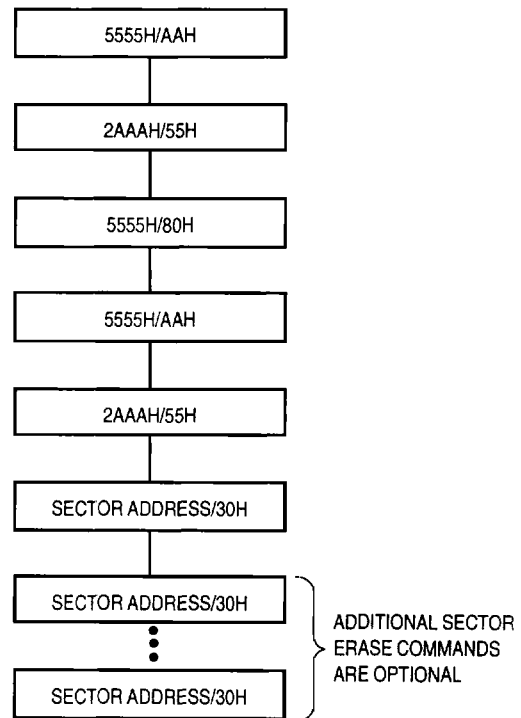 5555H/AAH
2AAAH/55H
5555H/80H
5555H/AAH
2AAAH/55H
SECTOR ADDRESS/30H
SECTOR ADDRESS/30H
SECTOR ADDRESS/30H
ADDITIONAL SECTOR
ERASE COMMANDS
ARE OPTIONAL